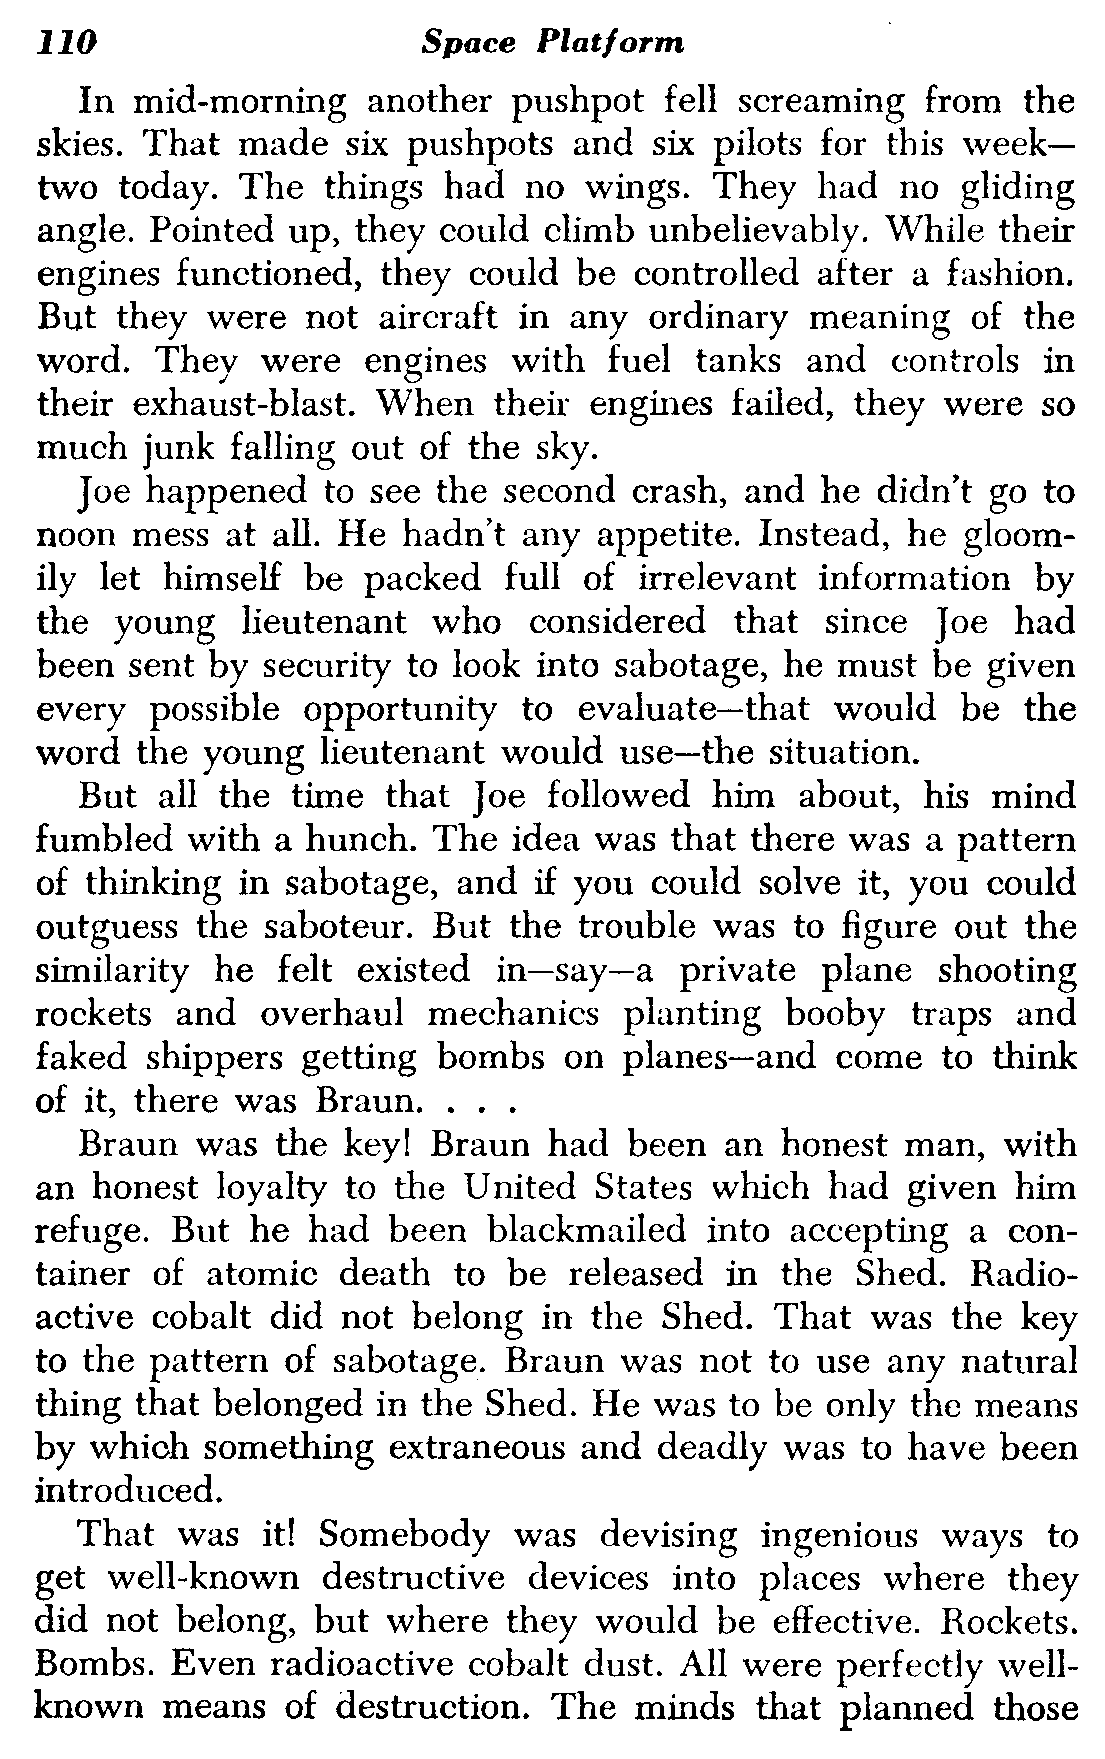 110 Space Platform
In mid-morning another pushpot fell screaming from the
skies. That made six pushpots and six pilots for this week—
two today. The things had no wings. They had no gliding
angle. Pointed up, they could climb unbelievably. While their
engines functioned, they could be controlled after a fashion.
But they were not aircraft in any ordinary meaning of the
word. They were engines with fuel tanks and controls in
their exhaust-blast. When their engines failed, they were so
much junk falling out of the sky.
Joe happened to see the second crash, and he didn't go to
noon mess at all. He hadn't any appetite. Instead, he gloom-
ily let himself be packed full of irrelevant information by
the young lieutenant who considered that since Joe had
been sent by security to look into sabotage, he must be given
every possible opportunity to evaluate—that would be the
word the young lieutenant would use—the situation.
But all the time that Joe followed him about, his mind
fumbled with a hunch. The idea was that there was a pattern
of thinking in sabotage, and if you could solve it, you could
outguess the saboteur. But the trouble was to figure out the
similarity he felt existed in—say—a private plane shooting
rockets and overhaul mechanics planting booby traps and
faked shippers getting bombs on planes—and come to think
of it, there was Braun. . . .
Braun was the key! Braun had been an honest man, with
an honest loyalty to the United States which had given him
refuge. But he had been blackmailed into accepting a con-
tainer of atomic death to be released in the Shed. Radio-
active cobalt did not belong in the Shed. That was the key
to the pattern of sabotage. Braun was not to use any natural
thing that belonged in the Shed. He was to be only the means
by which something extraneous and deadly was to have been
introduced.
That was it! Somebody was devising ingenious ways to
get well-known destructive devices into places where they
did not belong, but where they would be effective. Rockets.
Bombs. Even radioactive cobalt dust. All were perfectly well-
known means of destruction. The minds that planned those